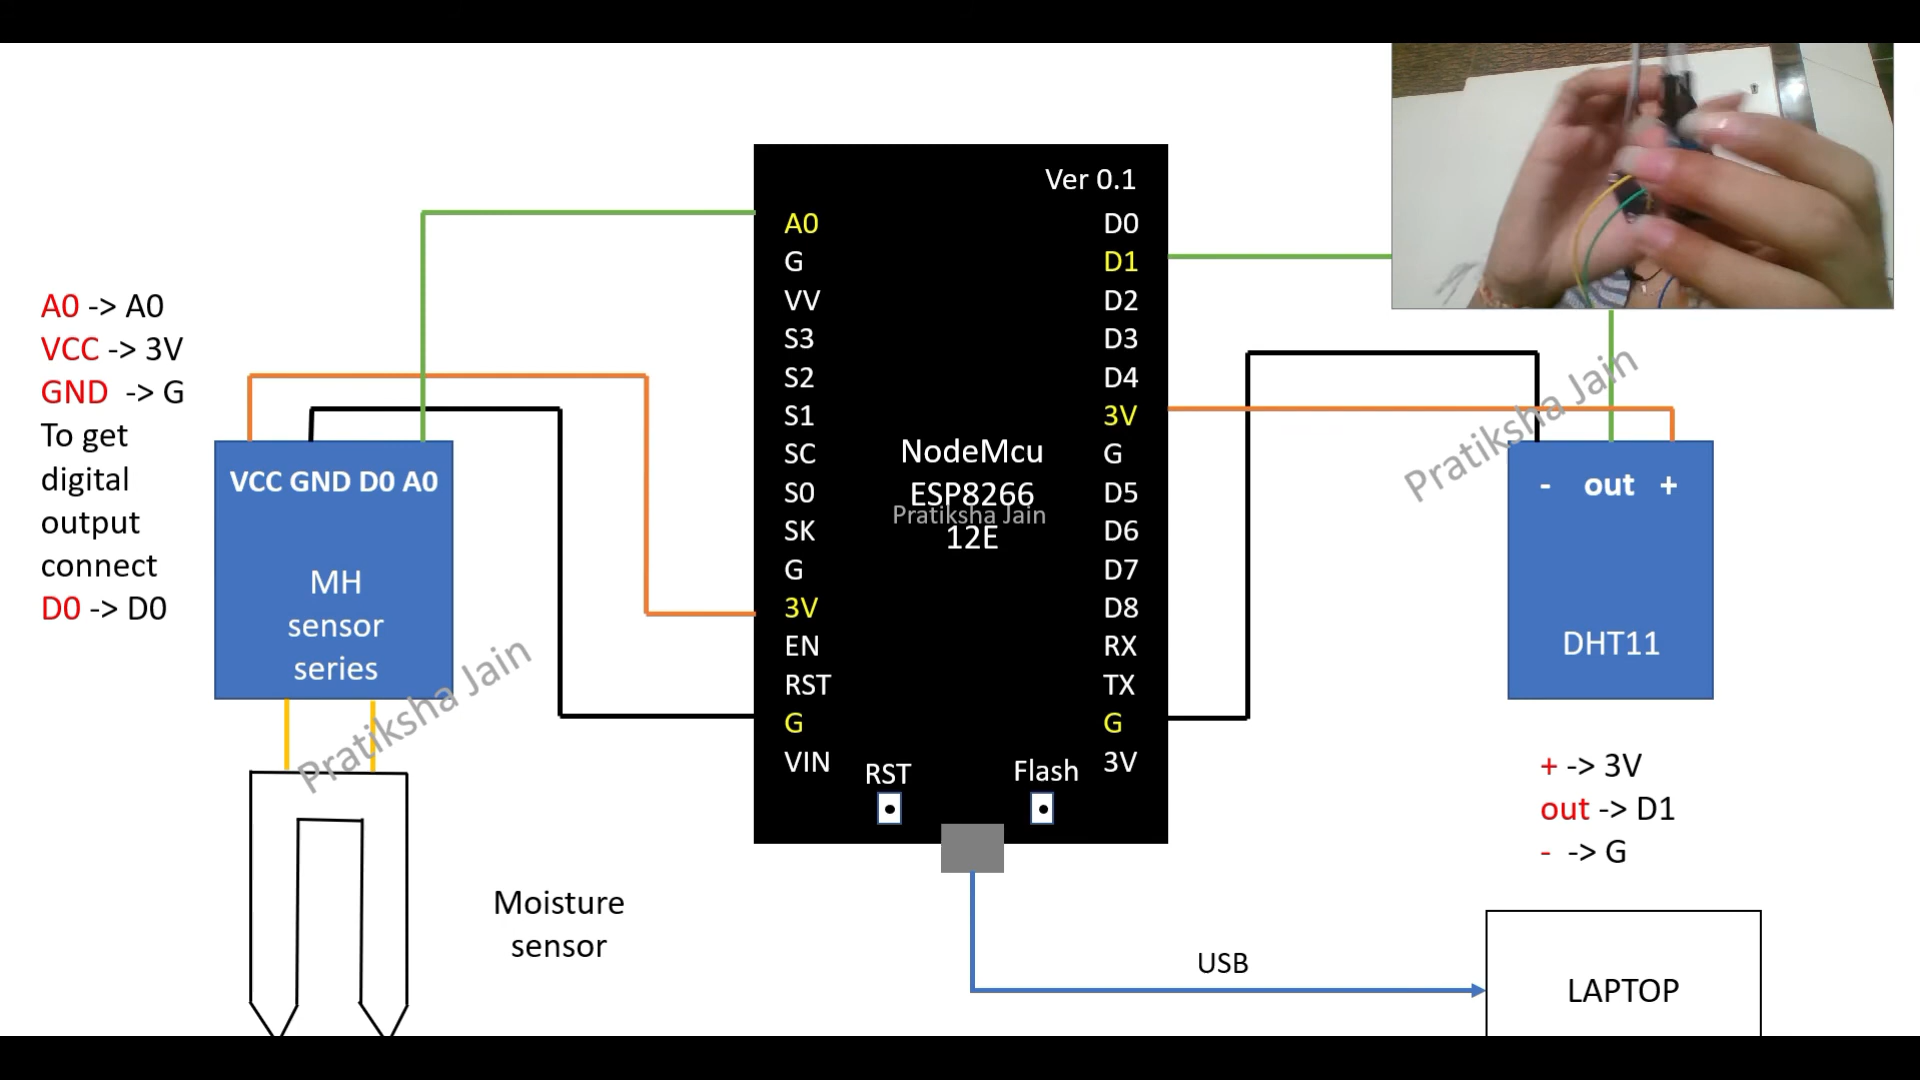 A0 -> A0
VCC -> 3V
GND -> G
To get
digital
output
connect
D0 -> D0
VCC GND D0 A0
MH
sensor
series
Pratiksha Jain
Moisture
sensor
Ver 0.1
A0
G
VV
S3
S2
S1
SC
S0
SK
G
3V
EN
RST
G
VIN
NodeMcu
ESP8266
Pratiksha Jain
12E
RST
Flash
D0
D1
D2
D3
D4
3V
G
D5
D6
D7
D8
RX
TX
G
3V
Pratiksha Jain
- out +
DHT11
+ -> 3V
out -> D1
- -> G
USB
LAPTOP